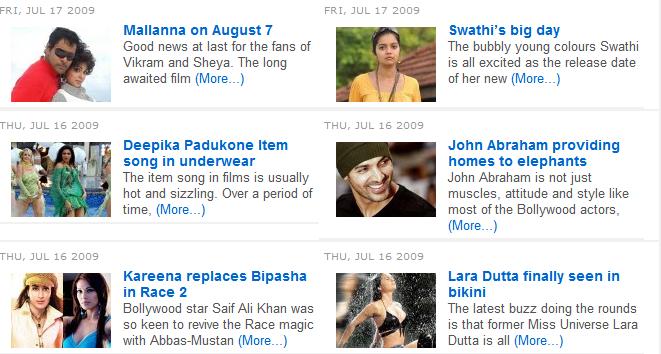 FRI, JUL 17 2009
Mallanna on August 7
Good news at last for the fans of
Vikram and Sheya. The long
awaited film (More...)
FRI, JUL 17 2009
Swathi's big day
The bubbly young colours Swathi
is all excited as the release date
of her new (More...)
THU, JUL 16 2009
Deepika Padukone Item
song in underwear
The item song in films is usually
hot and sizzling. Over a period of
time, (More...)
THU, JUL 16 2009
John Abraham providing
homes to elephants
John Abraham is not just
muscles, attitude and style like
most of the Bollywood actors,
(More...)
THU, JUL 16 2009
Kareena replaces Bipasha
in Race 2
Bollywood star Saif Ali Khan was
so keen to revive the Race magic
with Abbas-Mustan (More...)
THU, JUL 16 2009
Lara Dutta finally seen in
bikini
The latest buzz doing the rounds
is that former Miss Universe Lara
Dutta is all (More...)